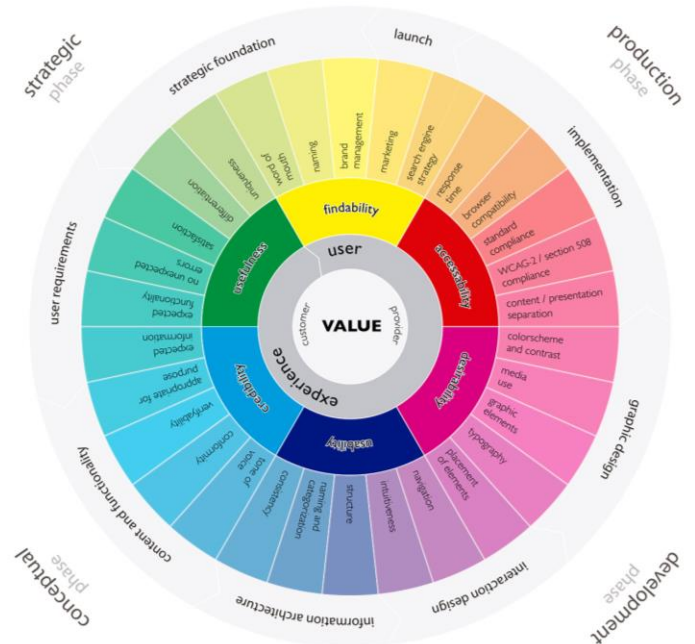 strategic
phase
production
phase
conceptual
phase
development
phase
strategic foundation
launch
implementation
graphic design
interaction design
information architecture
content and functionality
user requirements
naming
brand
management
marketing
search engine
strategy
response
time
browser
compatibility
standard
compliance
WCAG-2 / section 508
compliance
content / presentation
separation
colorscheme
and contrast
media
use
graphic
elements
typography
placement
of elements
navigation
intuitiveness
structure
naming and
categorization
consistency
tone of
voice
conformity
verifyability
appropriate for
purpose
expected
information
expected
functionality
no unexpected
errors
satisfaction
differentiation
uniqueness
word of
mouth
findability
accessability
desirability
usability
credibility
usefulness
user
experience
customer
VALUE
provider